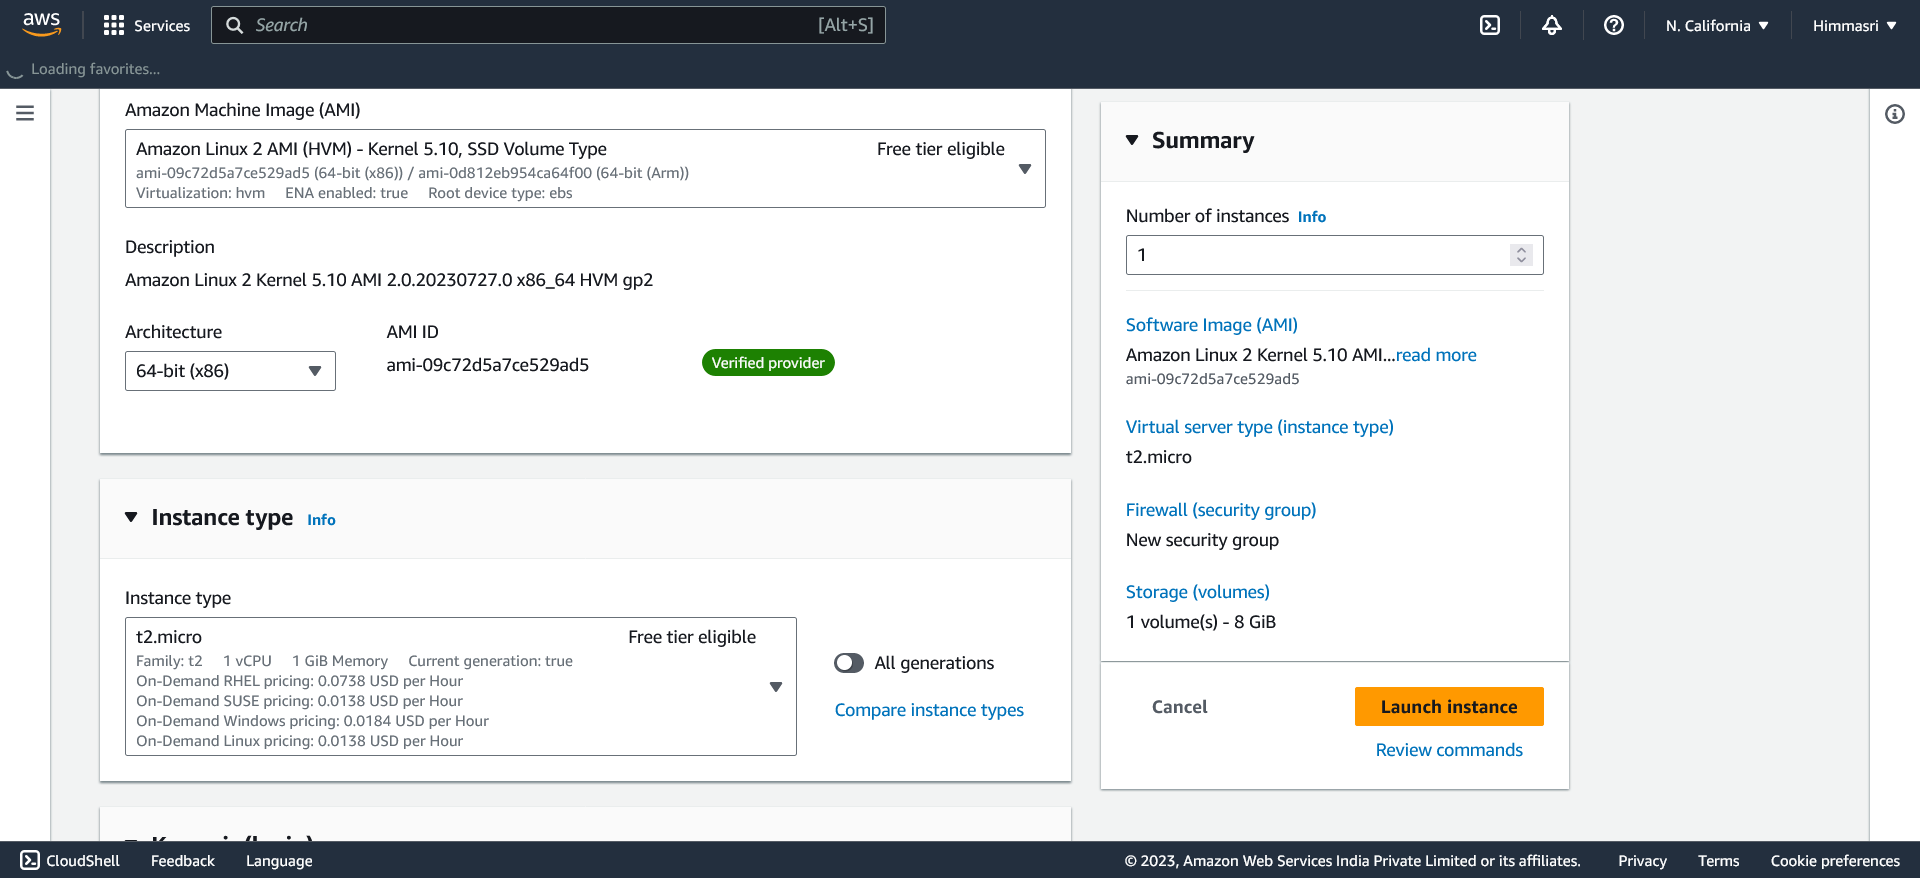 aws
Services
Search [Alt+S]
N. California
Himmasri
Loading favorites...
Amazon Machine Image (AMI)
Amazon Linux 2 AMI (HVM) - Kernel 5.10, SSD Volume Type Free tier eligible
ami-09c72d5a7ce529ad5 (64-bit (x86)) / ami-0d812eb954ca64f00 (64-bit (Arm))
Virtualization: hvm ENA enabled: true Root device type: ebs
Description
Amazon Linux 2 Kernel 5.10 AMI 2.0.20230727.0 x86_64 HVM gp2
Architecture AMI ID
64-bit (x86) ami-09c72d5a7ce529ad5 Verified provider
Instance type Info
Instance type
t2.micro Free tier eligible
Family: t2 1 vCPU 1 GiB Memory Current generation: true
On-Demand RHEL pricing: 0.0738 USD per Hour
On-Demand SUSE pricing: 0.0138 USD per Hour
On-Demand Windows pricing: 0.0184 USD per Hour
On-Demand Linux pricing: 0.0138 USD per Hour
All generations
Compare instance types
Summary
Number of instances Info
1
Software Image (AMI)
Amazon Linux 2 Kernel 5.10 AMI...read more
ami-09c72d5a7ce529ad5
Virtual server type (instance type)
t2.micro
Firewall (security group)
New security group
Storage (volumes)
1 volume(s) - 8 GiB
Cancel Launch instance
Review commands
CloudShell Feedback Language © 2023, Amazon Web Services India Private Limited or its affiliates. Privacy Terms Cookie preferences